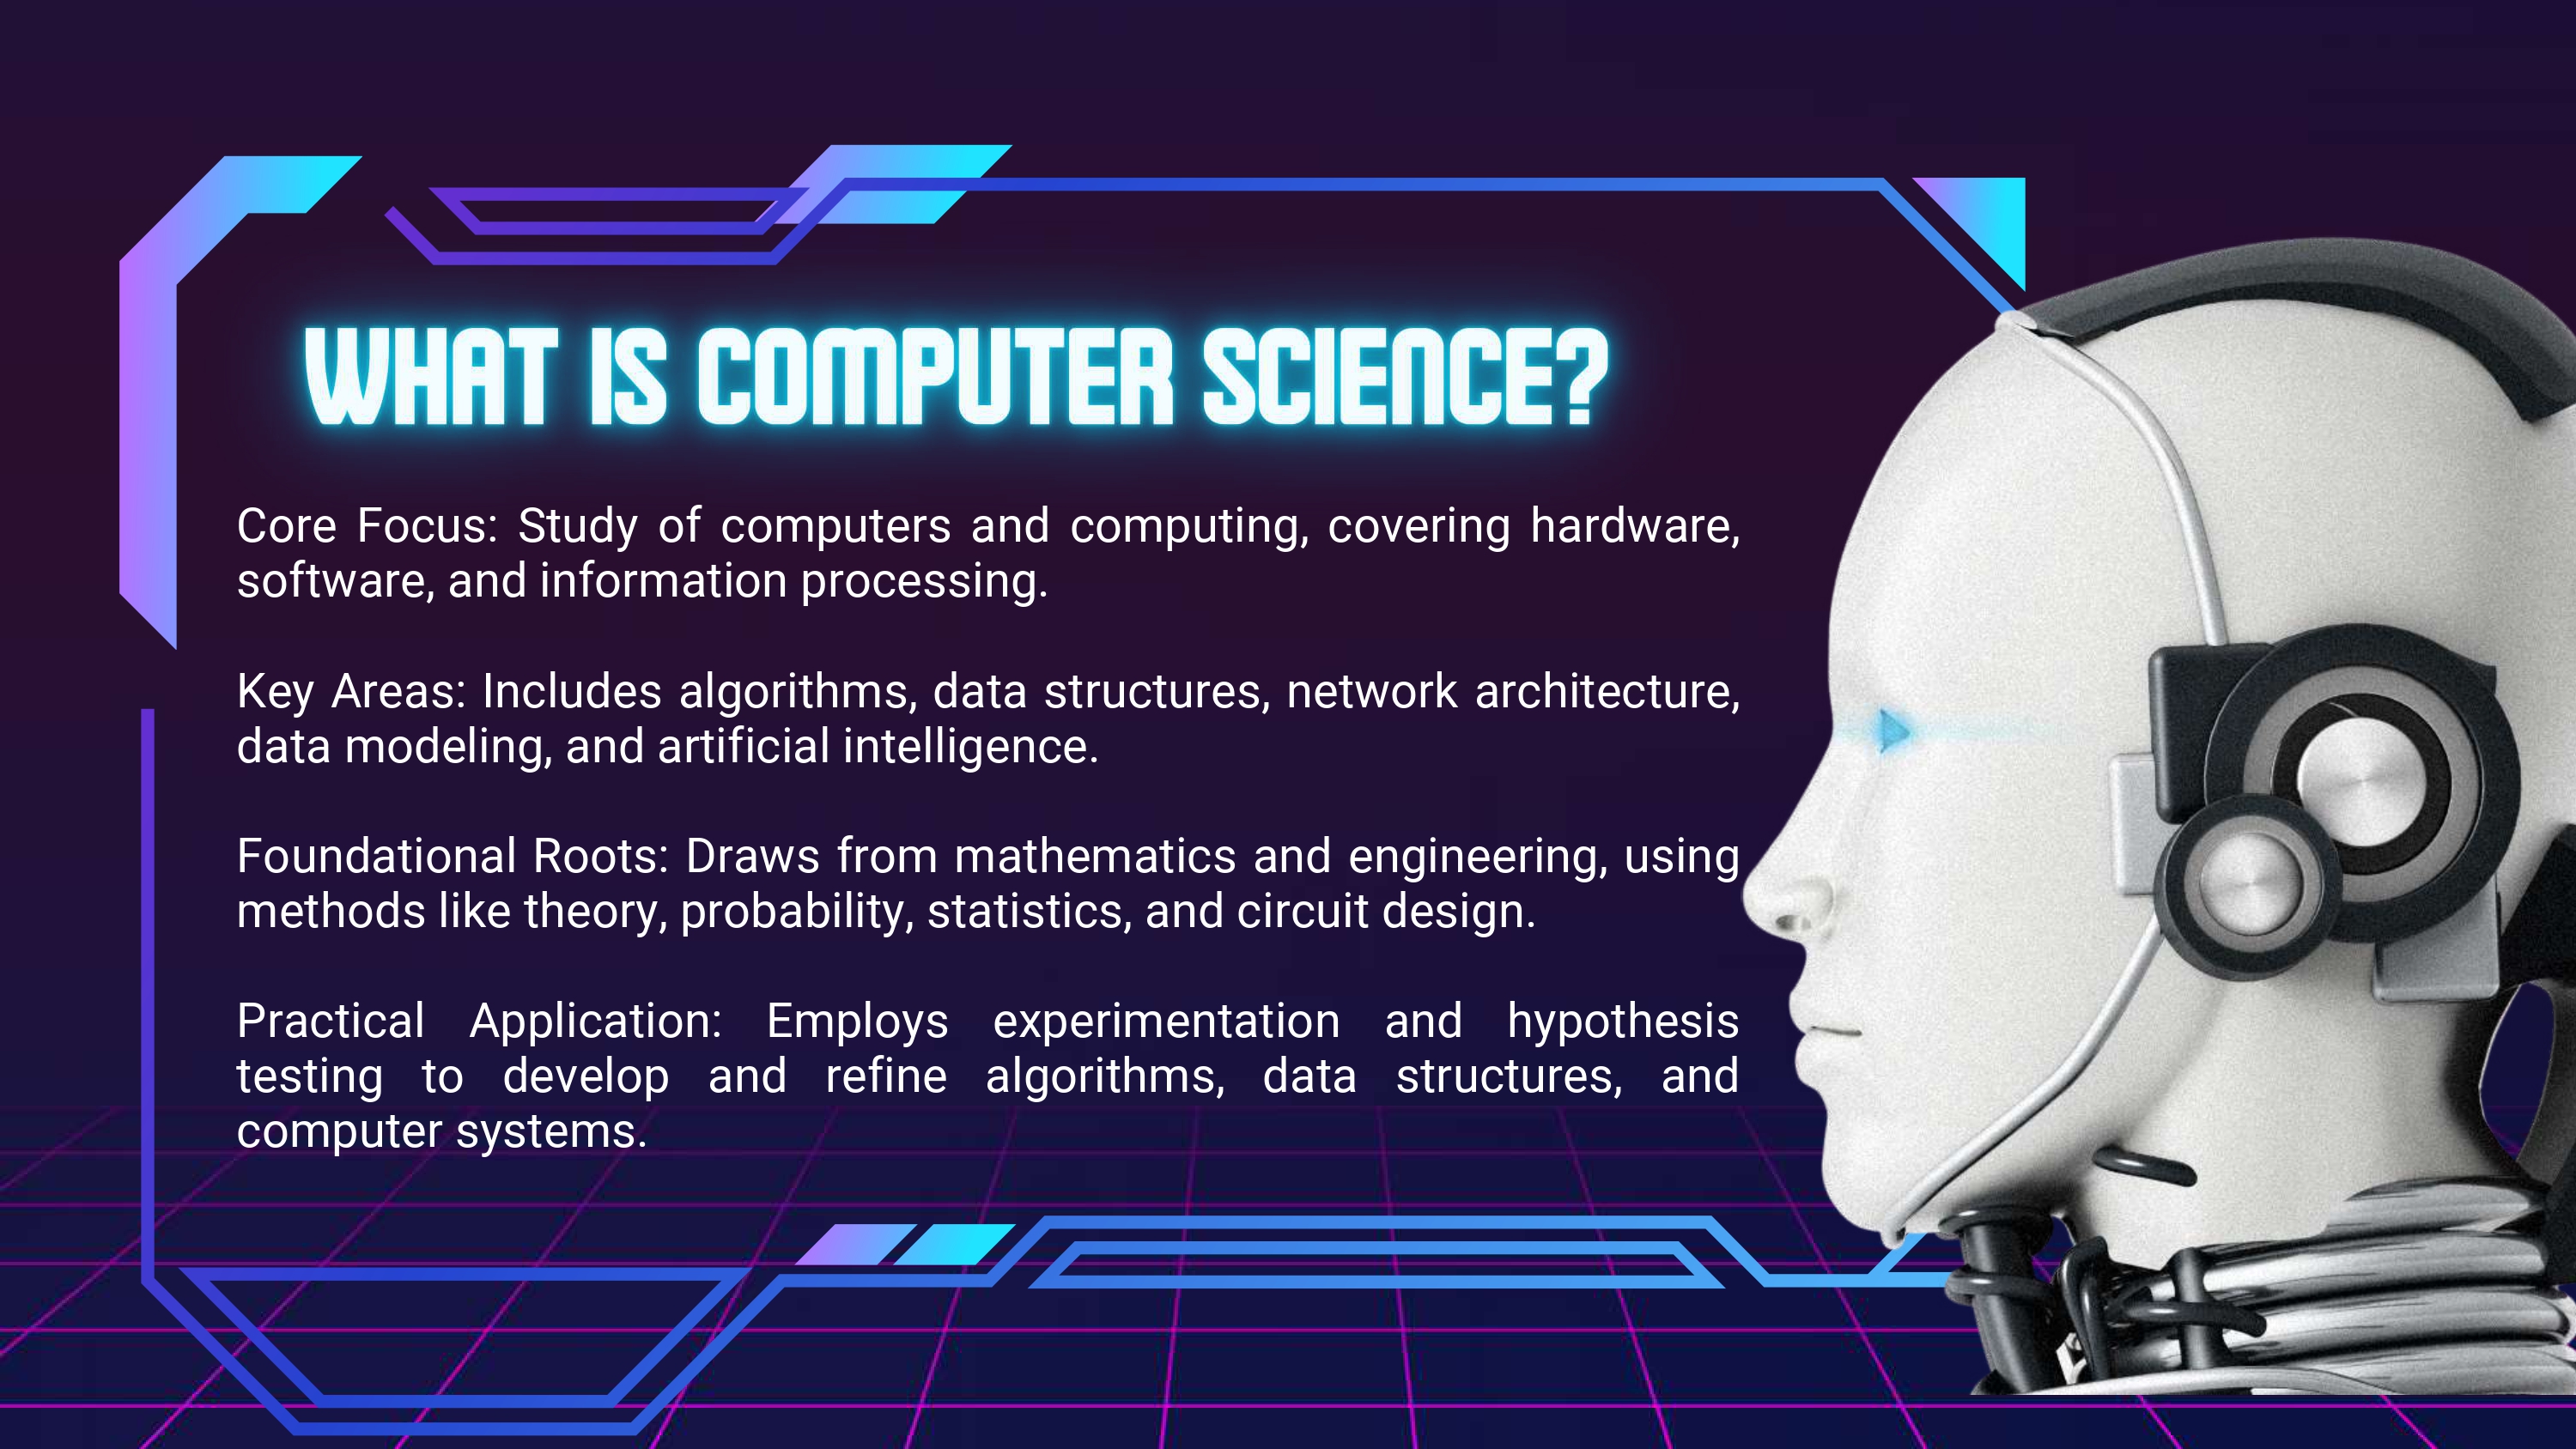 WHAT IS COMPUTER SCIENCE?
Core Focus: Study of computers and computing, covering hardware,
software, and information processing.
Key Areas: Includes algorithms, data structures, network architecture,
data modeling, and artificial intelligence.
Foundational Roots: Draws from mathematics and engineering, using
methods like theory, probability, statistics, and circuit design.
Practical Application: Employs experimentation and hypothesis
testing to develop and refine algorithms, data structures, and
computer systems.